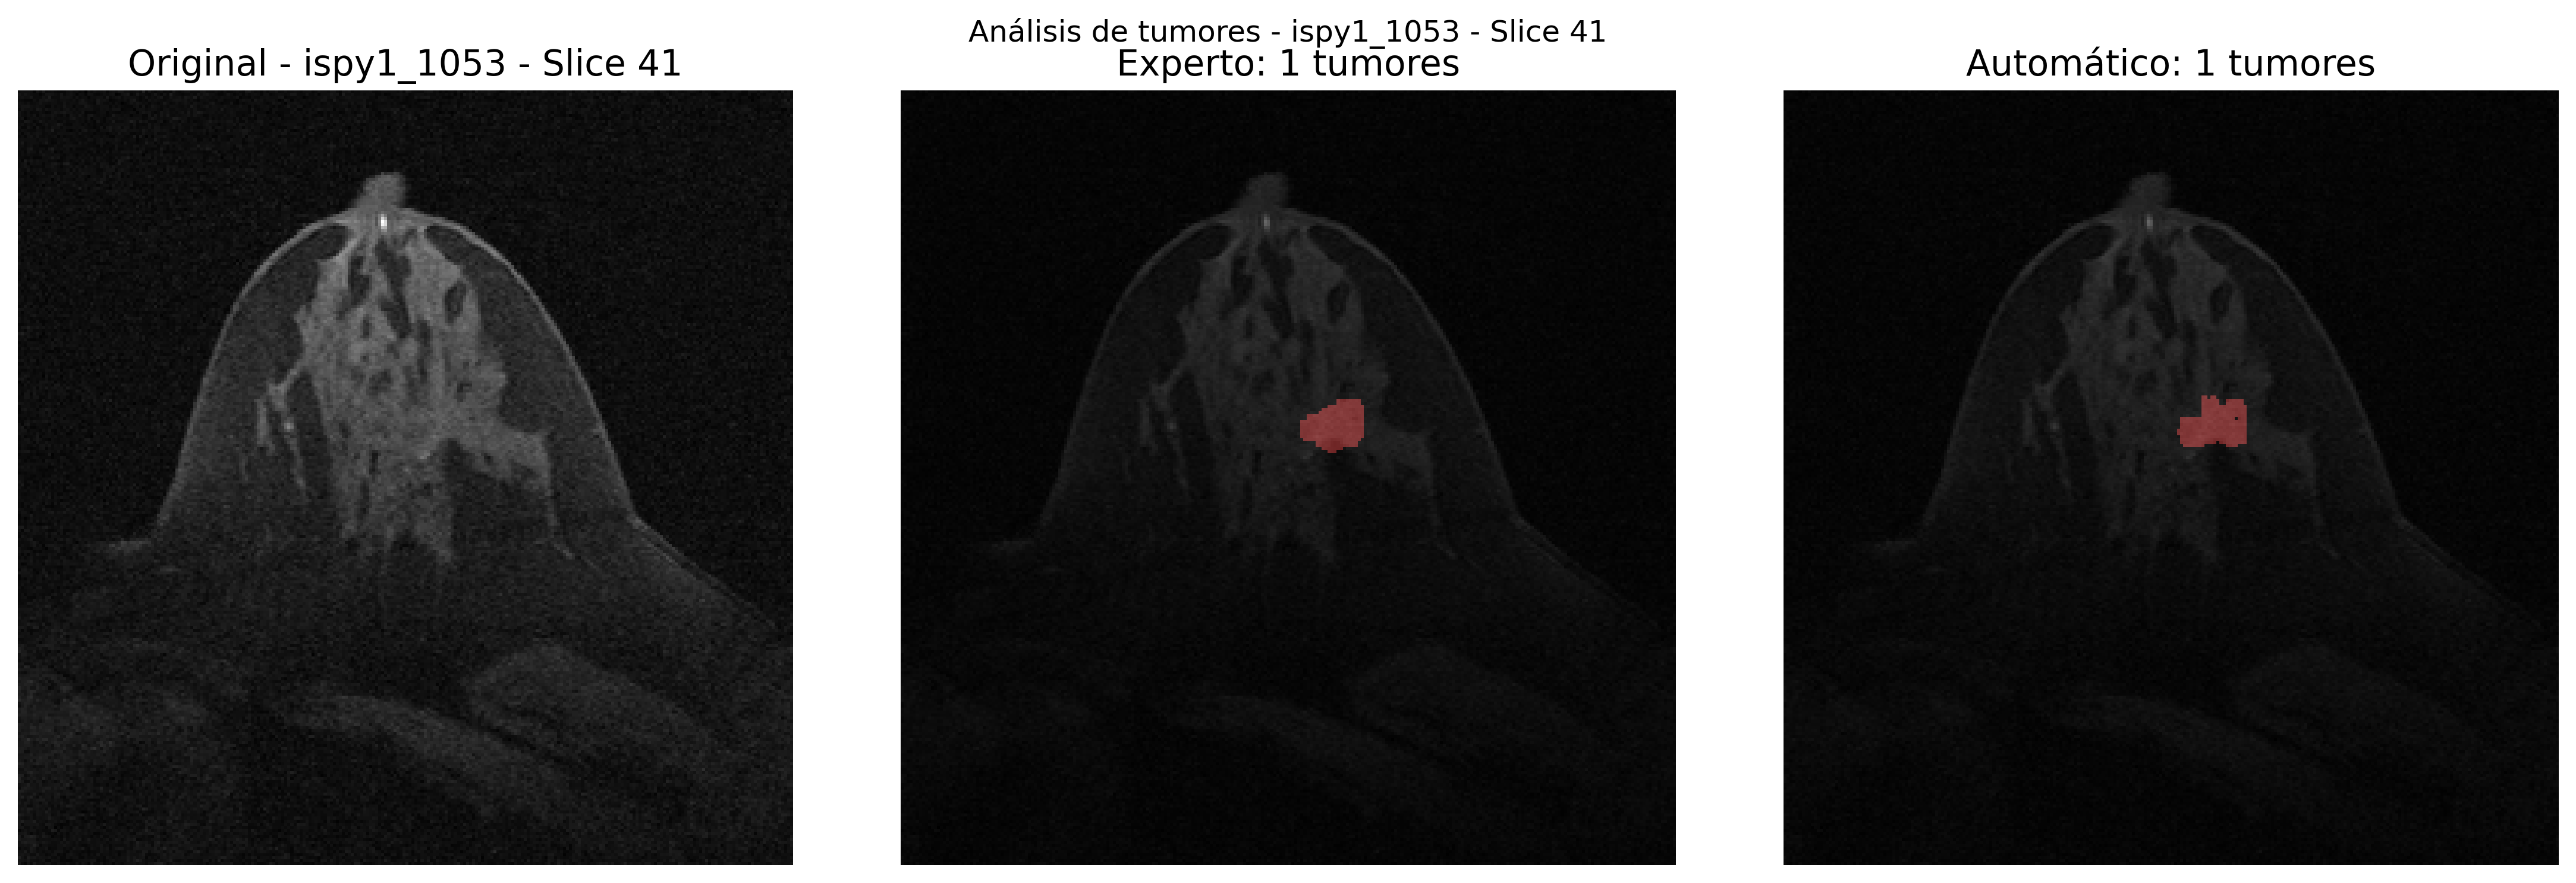 Análisis de tumores - ispy1_1053 - Slice 41
Original - ispy1_1053 - Slice 41
Experto: 1 tumores
Automático: 1 tumores